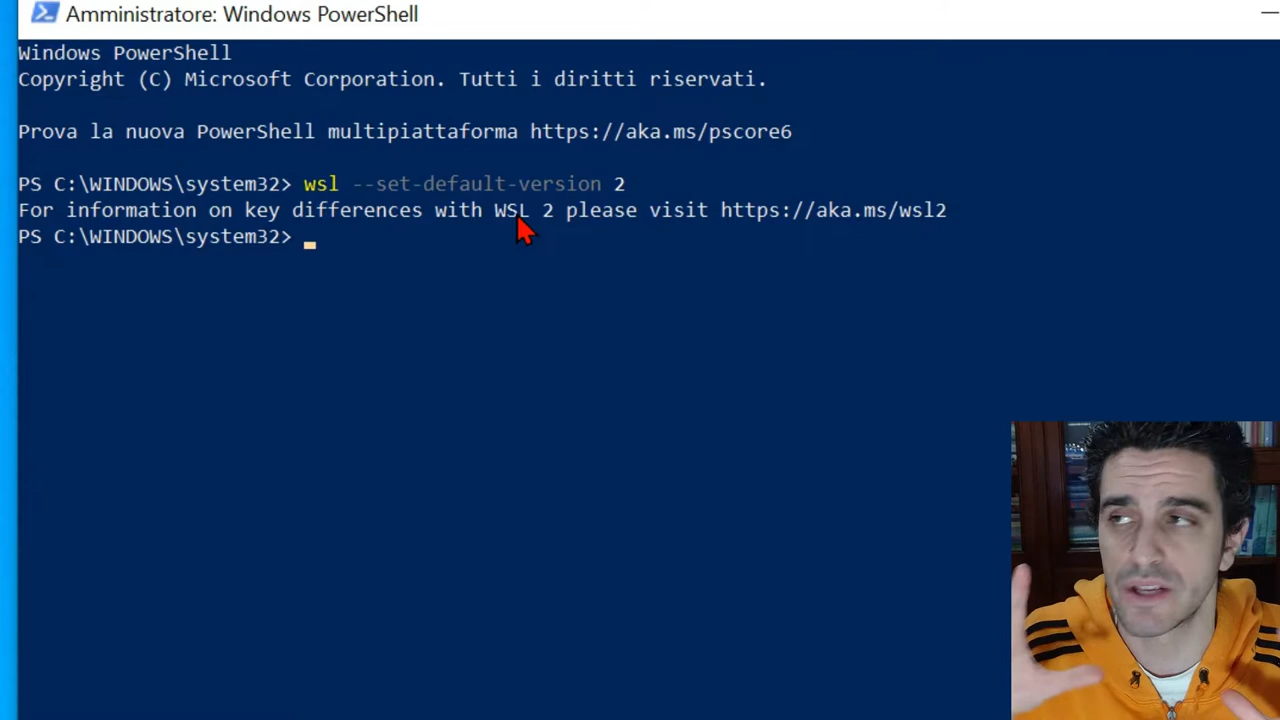 Amministratore: Windows PowerShell
Windows PowerShell
Copyright (C) Microsoft Corporation. Tutti i diritti riservati.
Prova la nuova PowerShell multipiattaforma https://aka.ms/pscore6
PS C:\WINDOWS\system32> wsl --set-default-version 2
For information on key differences with WSL 2 please visit https://aka.ms/wsl2
PS C:\WINDOWS\system32>